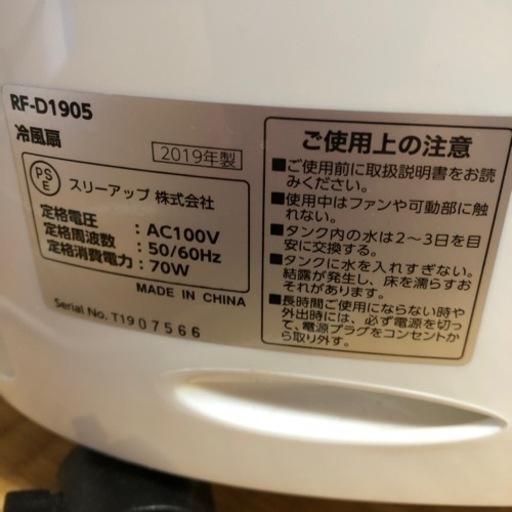 RF-D1905
冷風扇
2019年製
PS
E
スリーアップ 株式会社
定格電圧 : AC100V
定格周波数 : 50/60Hz
定格消費電力 : 70W
MADE IN CHINA
Serial No. T1907566
ご使用上の注意
■ご使用前に取扱説明書をお読
みください。
■使用中はファンや可動部に触
れない。
■タンク内の水は2~3日を目
安に交換する。
■タンクに水を入れすぎない。
結露が発生し、床を濡らすお
それがあります。
■長時間ご使用にならない時や
外出時には、必ず電源を切っ
て、電源プラグをコンセントか
ら取り外す。